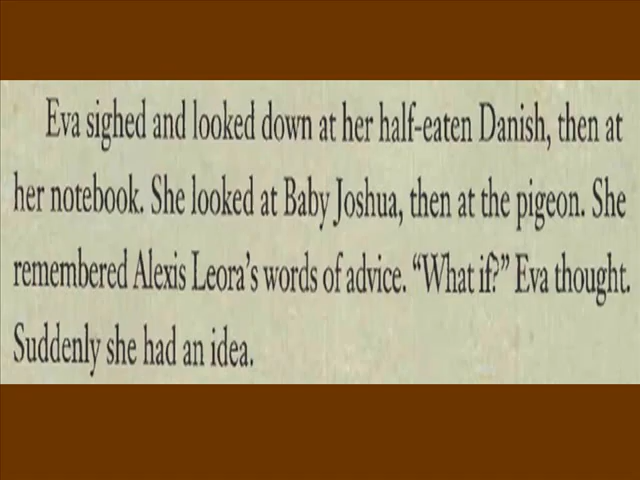 Eva sighed and looked down at her half-eaten Danish, then at
her notebook. She looked at Baby Joshua, then at the pigeon. She
remembered Alexis Leora's words of advice. “What if?” Eva thought.
Suddenly she had an idea.